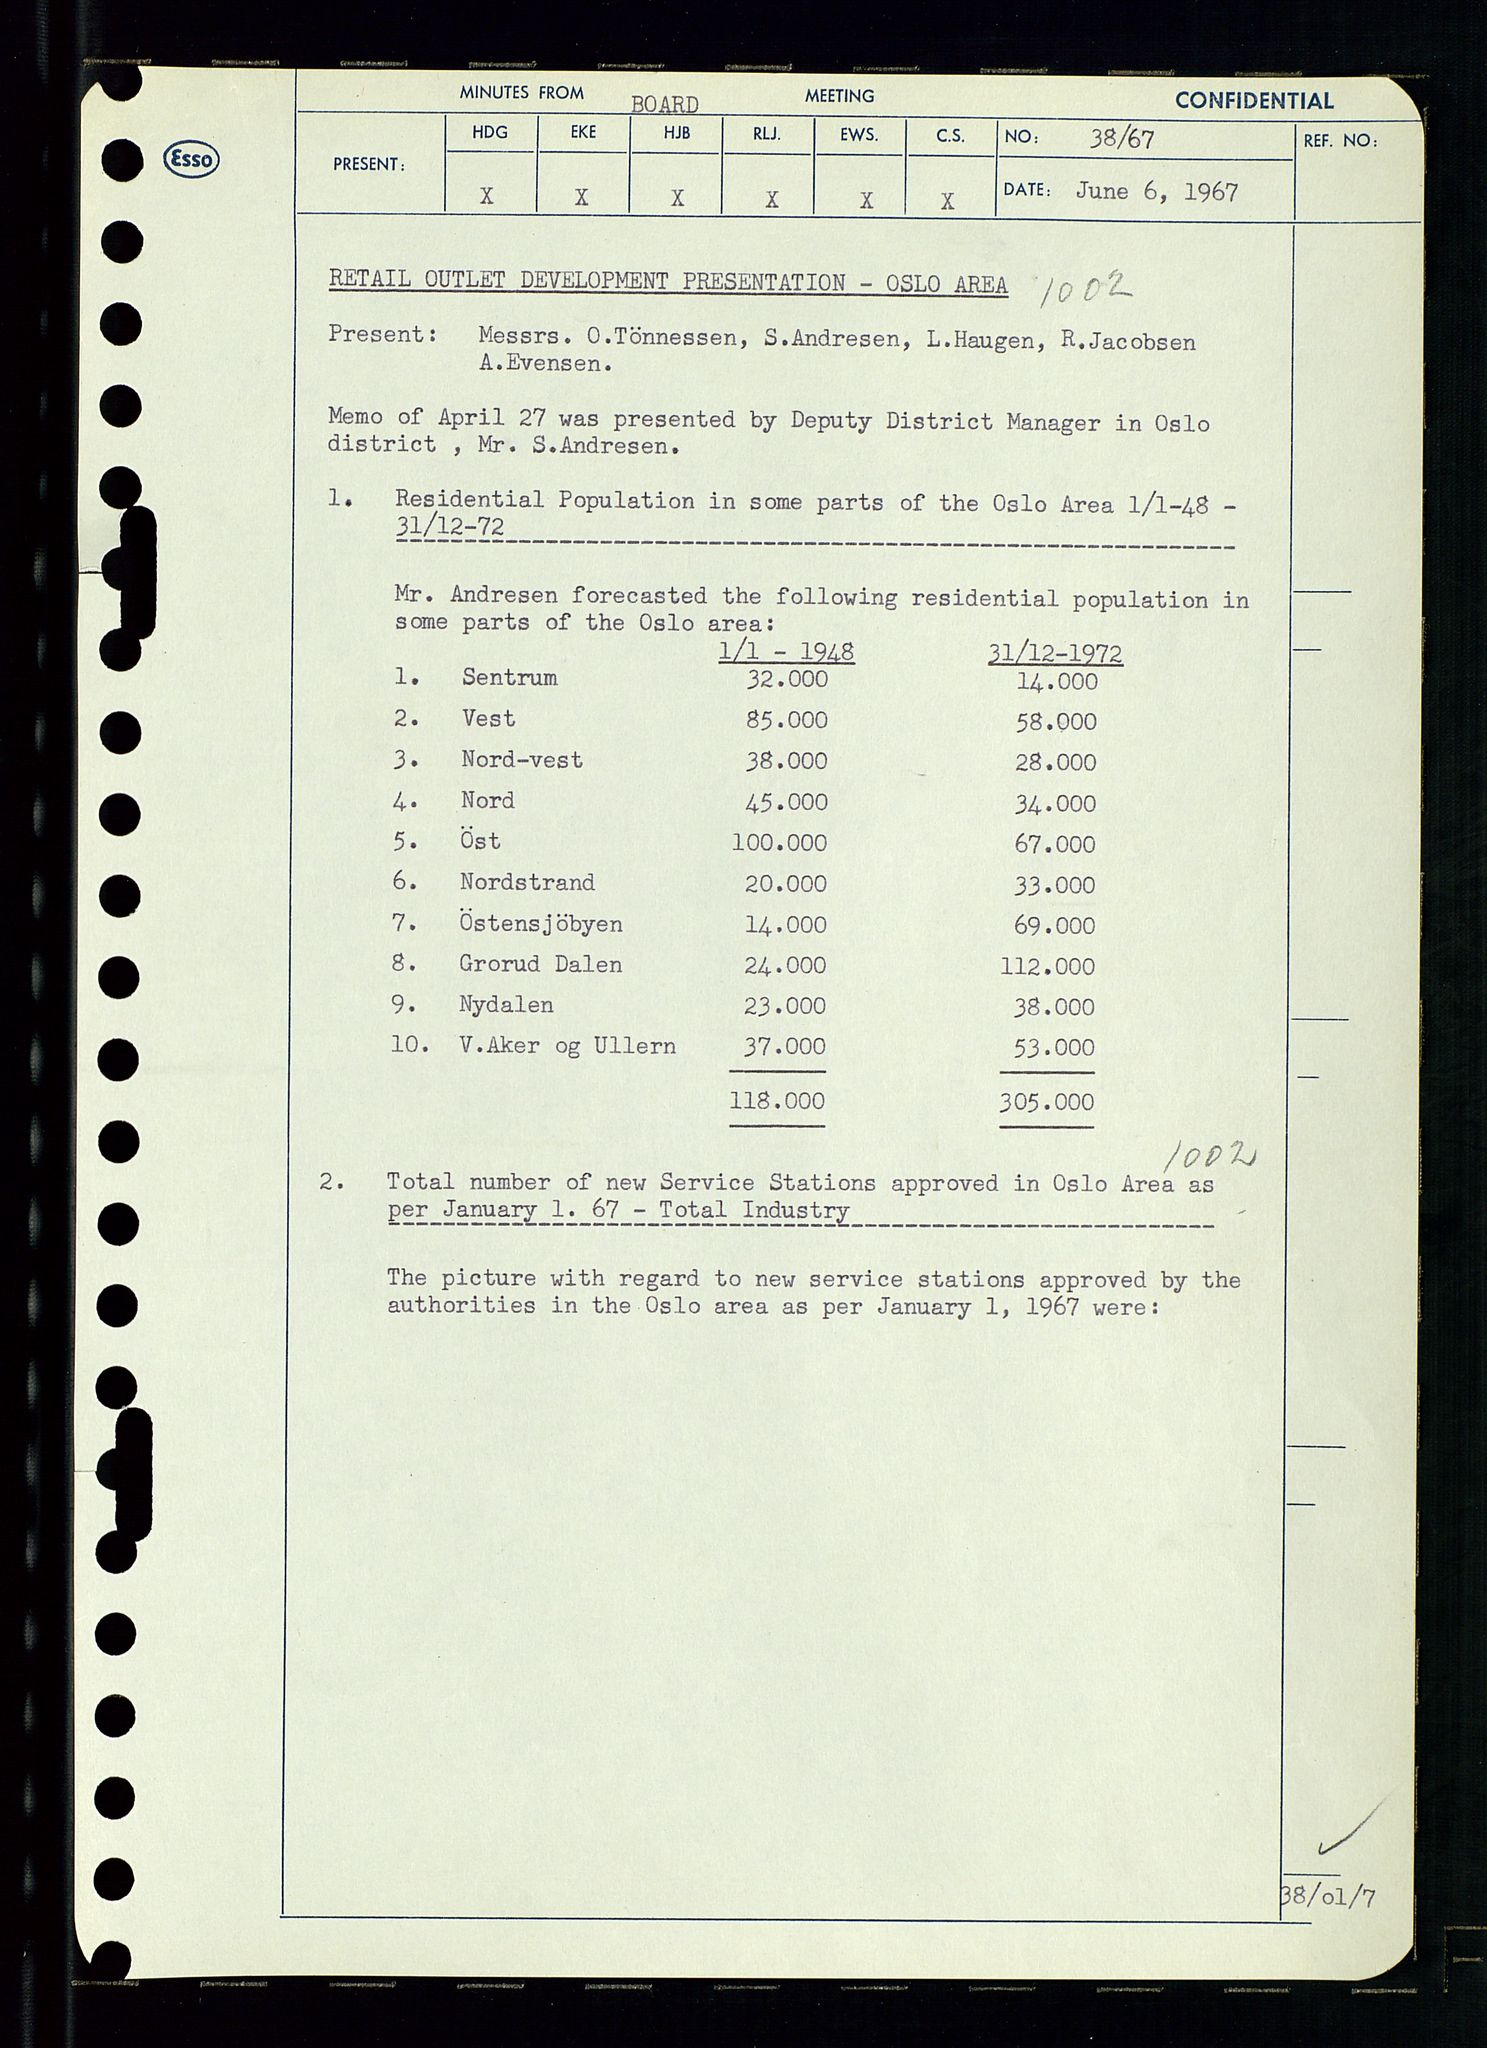 MINUTES FROM BOARD MEETING CONFIDENTIAL
Esso
PRESENT: HDG EKE HJB RLJ. EWS. C.S. NO: 38/67 REF. NO:
X X X X X X DATE: June 6, 1967
RETAIL OUTLET DEVELOPMENT PRESENTATION - OSLO AREA 1002
Present: Messrs. O.Tönnessen, S.Andresen, L.Haugen, R.Jacobsen
A.Evensen.
Memo of April 27 was presented by Deputy District Manager in Oslo
district , Mr. S.Andresen.
1. Residential Population in some parts of the Oslo Area 1/1-48 -
31/12-72
Mr. Andresen forecasted the following residential population in
some parts of the Oslo area:
1/1 - 1948 31/12-1972
1. Sentrum 32.000 14.000
2. Vest 85.000 58.000
3. Nord-vest 38.000 28.000
4. Nord 45.000 34.000
5. Öst 100.000 67.000
6. Nordstrand 20.000 33.000
7. Östensjöbyen 14.000 69.000
8. Grorud Dalen 24.000 112.000
9. Nydalen 23.000 38.000
10. V.Aker og Ullern 37.000 53.000
118.000 305.000
1002
2. Total number of new Service Stations approved in Oslo Area as
per January 1. 67 - Total Industry
The picture with regard to new service stations approved by the
authorities in the Oslo area as per January 1, 1967 were:
38/01/7